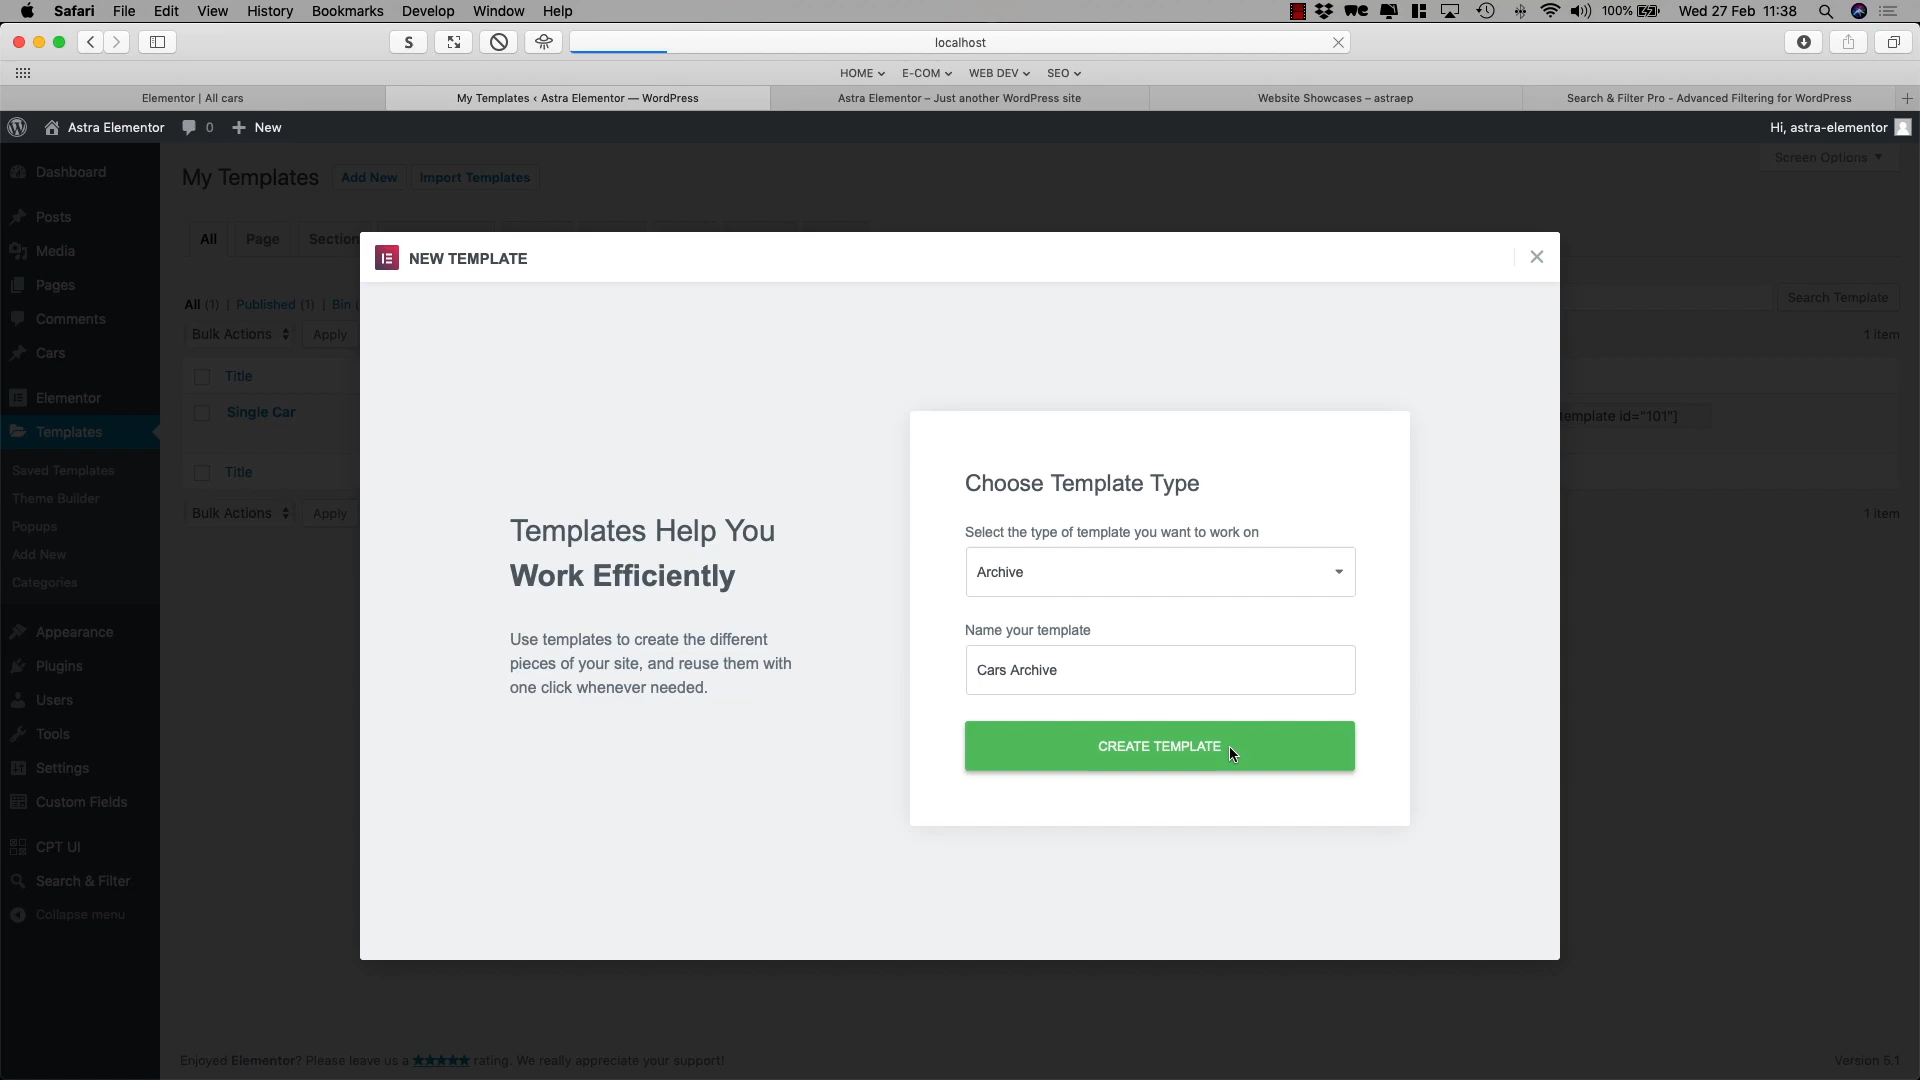 Safari File Edit View History Bookmarks Develop Window Help
100% Wed 27 Feb 11:38
S
localhost
HOME E-COM WEB DEV SEO
Elementor | All cars
My Templates ‹ Astra Elementor — WordPress
Astra Elementor – Just another WordPress site
Website Showcases – astraep
Search & Filter Pro - Advanced Filtering for WordPress
Astra Elementor 0 New
Hi, astra-elementor
Dashboard
Posts
Media
Pages
Comments
Cars
Elementor
Templates
Saved Templates
Theme Builder
Popups
Add New
Categories
Appearance
Plugins
Users
Tools
Settings
Custom Fields
CPT UI
Search & Filter
Collapse menu
My Templates Add New Import Templates
Screen Options
All Page Section
All (1) | Published (1) | Bin
Search Template
Bulk Actions Apply
1 item
Title
Single Car
template id="101"]
Title
Bulk Actions Apply
1 item
NEW TEMPLATE
Templates Help You
Work Efficiently
Use templates to create the different
pieces of your site, and reuse them with
one click whenever needed.
Choose Template Type
Select the type of template you want to work on
Archive
Name your template
Cars Archive
CREATE TEMPLATE
Enjoyed Elementor? Please leave us a ★★★★★ rating. We really appreciate your support!
Version 5.1